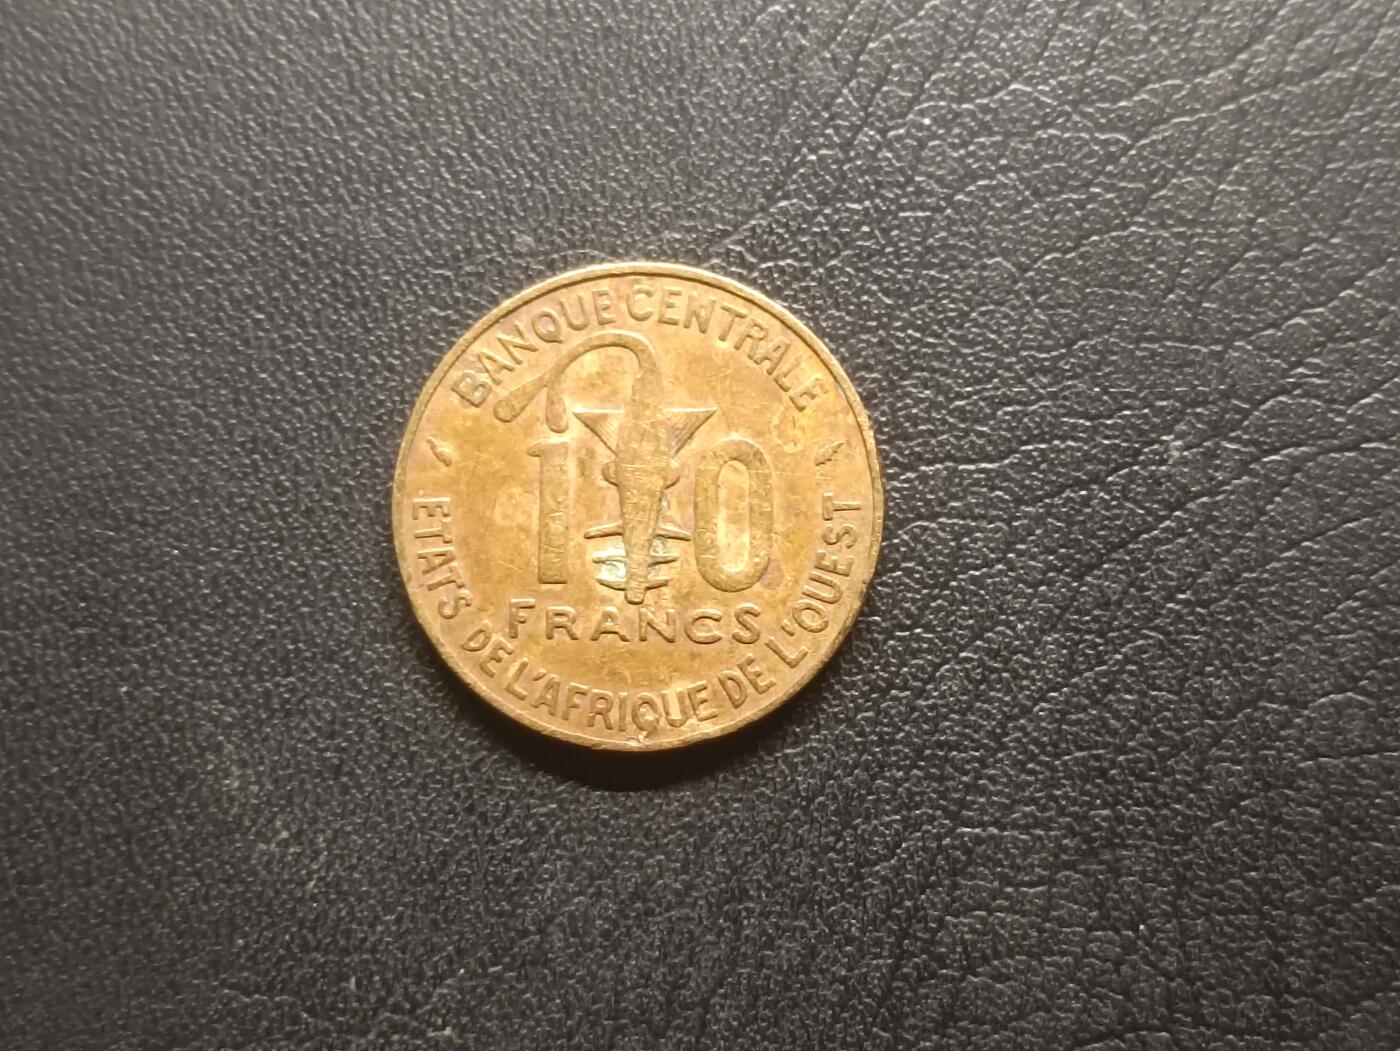 BANQUE CENTRALE
10
FRANCS
ETATS DE L'AFRIQUE DE L'OUEST